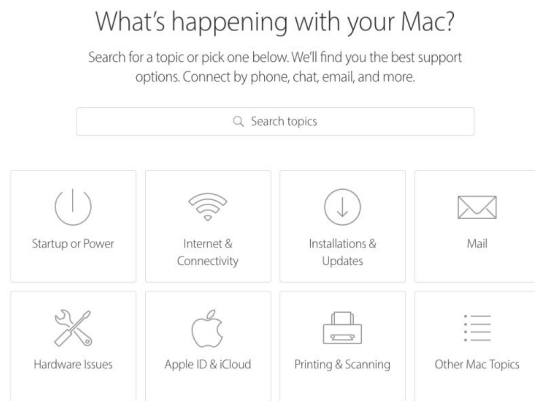 What's happening with your Mac?
Search for a topic or pick one below. We'll find you the best support
options. Connect by phone, chat, email, and more.
Search topics
Startup or Power
Internet &
Connectivity
Installations &
Updates
Mail
Hardware Issues
Apple ID & iCloud
Printing & Scanning
Other Mac Topics